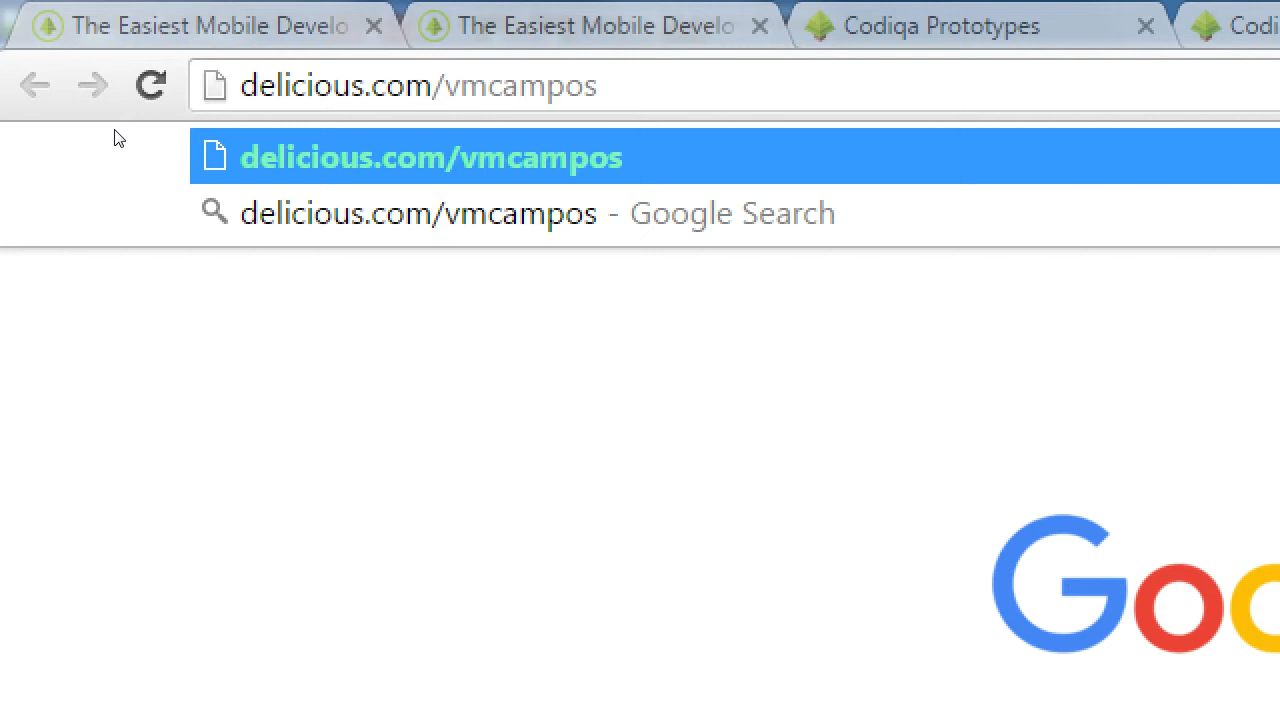 The Easiest Mobile Develo
The Easiest Mobile Develo
Codiqa Prototypes
Codi
delicious.com/vmcampos
delicious.com/vmcampos
delicious.com/vmcampos - Google Search
Goo